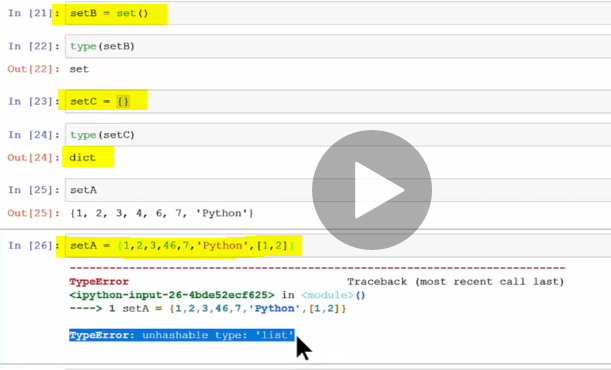 In [21]: setB = set()
In [22]: type(setB)
Out[22]: set
In [23]: setC = {}
In [24]: type(setC)
Out[24]: dict
In [25]: setA
Out[25]: {1, 2, 3, 4, 6, 7, 'Python'}
In [26]: setA = {1,2,3,46,7,'Python',[1,2]}
TypeError Traceback (most recent call last)
<ipython-input-26-4bde52ecf625> in <module>()
----> 1 setA = {1,2,3,46,7,'Python',[1,2]}
TypeError: unhashable type: 'list'